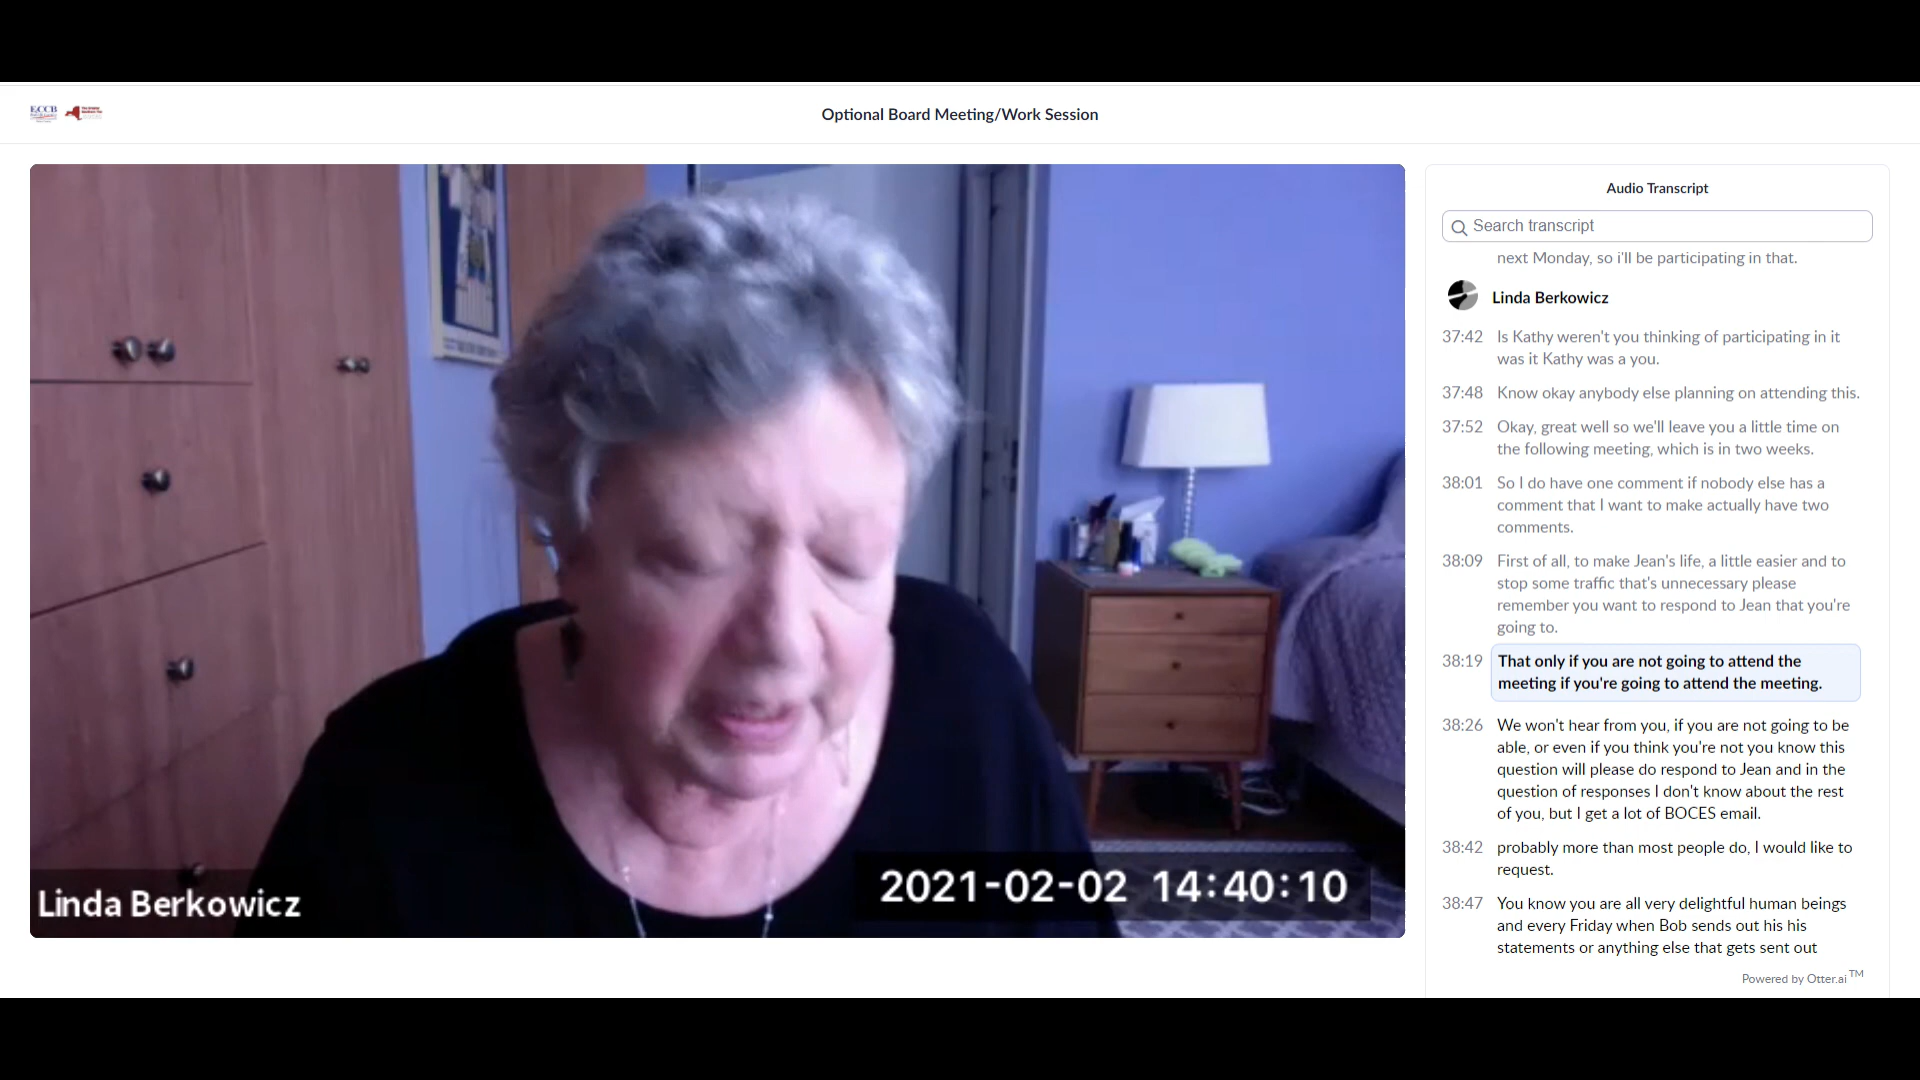 Optional Board Meeting/Work Session
Linda Berkowicz
2021-02-02 14:40:10
Audio Transcript
Search transcript
next Monday, so i'll be participating in that.
Linda Berkowicz
37:42 Is Kathy weren't you thinking of participating in it
was it Kathy was a you.
37:48 Know okay anybody else planning on attending this.
37:52 Okay, great well so we'll leave you a little time on
the following meeting, which is in two weeks.
38:01 So I do have one comment if nobody else has a
comment that I want to make actually have two
comments.
38:09 First of all, to make Jean's life, a little easier and to
stop some traffic that's unnecessary please
remember you want to respond to Jean that you're
going to.
38:19 That only if you are not going to attend the
meeting if you're going to attend the meeting.
38:26 We won't hear from you, if you are not going to be
able, or even if you think you're not you know this
question will please do respond to Jean and in the
question of responses I don't know about the rest
of you, but I get a lot of BOCES email.
38:42 probably more than most people do, I would like to
request.
38:47 You know you are all very delightful human beings
and every Friday when Bob sends out his his
statements or anything else that gets sent out
Powered by Otter.ai TM